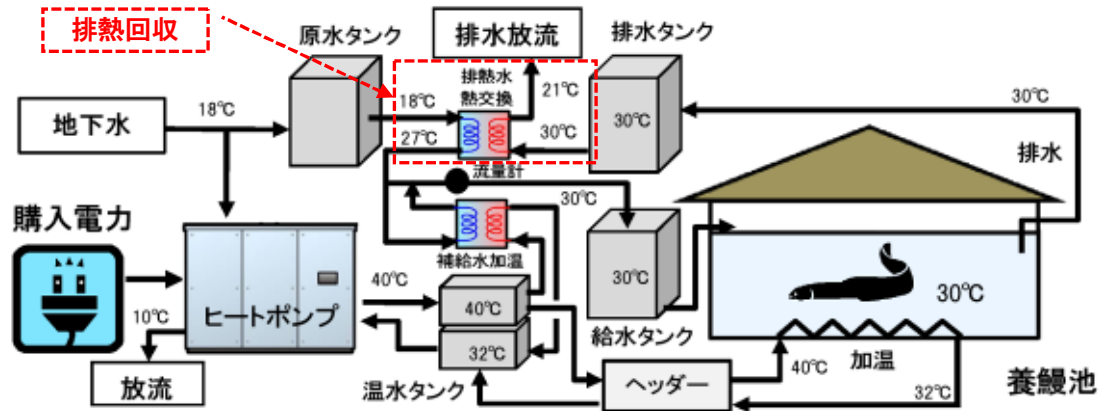 排熱回収
原水タンク
排水放流
排水タンク
排熱水
熱交換
18℃
21℃
30℃
18℃
30℃
30℃
地下水
27℃
排水
流量計
30℃
購入電力
補給水加温
40℃
30℃
30℃
10℃
ヒートポンプ
40℃
給水タンク
32℃
加温
放流
温水タンク
ヘッダー
40℃
32℃
養鰻池